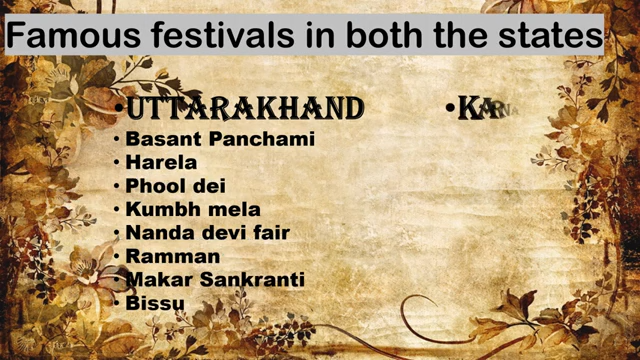 Famous festivals in both the states
• UTTARAKHAND
• Basant Panchami
• Harela
• Phool dei
• Kumbh mela
• Nanda devi fair
• Ramman
• Makar Sankranti
• Bissu
• KARNA